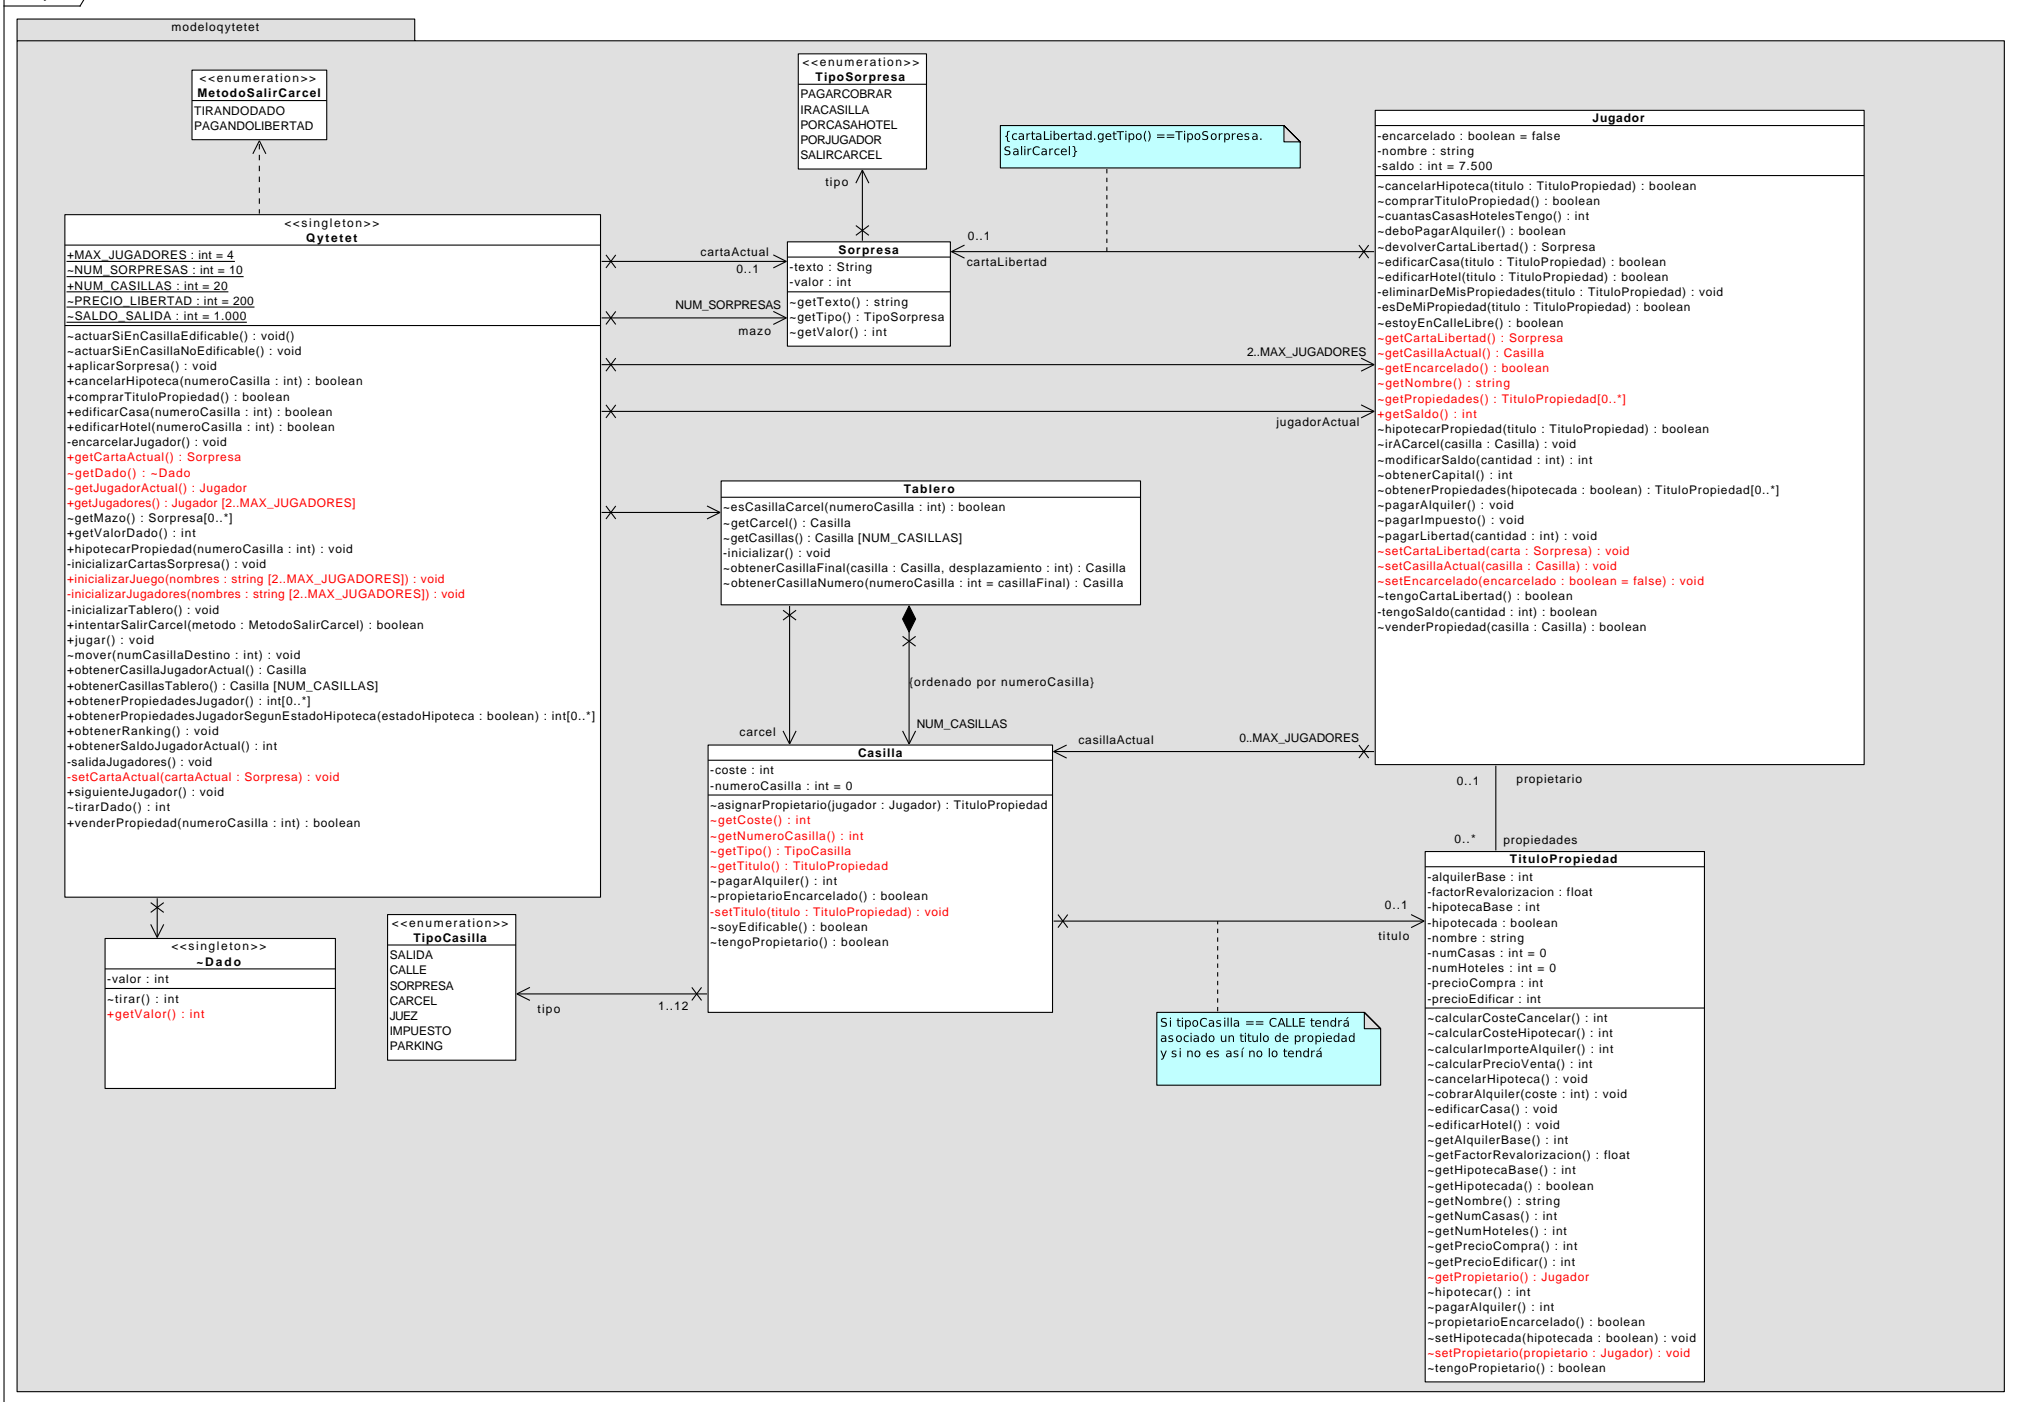 modeloqytetet
<<enumeration>>
MetodoSalirCarcel
TIRANDODADO
PAGANDOLIBERTAD
<<enumeration>>
TipoSorpresa
PAGARCOBRAR
IRACASILLA
PORCASAHOTEL
PORJUGADOR
SALIRCARCEL
tipo
{cartaLibertad.getTipo() ==TipoSorpresa.
SalirCarcel}
<<singleton>>
Qytetet
+MAX_JUGADORES : int = 4
~NUM_SORPRESAS : int = 10
+NUM_CASILLAS : int = 20
~PRECIO_LIBERTAD : int = 200
~SALDO_SALIDA : int = 1.000
~actuarSiEnCasillaEdificable() : void()
~actuarSiEnCasillaNoEdificable() : void
+aplicarSorpresa() : void
+cancelarHipoteca(numeroCasilla : int) : boolean
+comprarTituloPropiedad() : boolean
+edificarCasa(numeroCasilla : int) : boolean
+edificarHotel(numeroCasilla : int) : boolean
-encarcelarJugador() : void
+getCartaActual() : Sorpresa
~getDado() : ~Dado
~getJugadorActual() : Jugador
+getJugadores() : Jugador [2..MAX_JUGADORES]
~getMazo() : Sorpresa[0..*]
+getValorDado() : int
+hipotecarPropiedad(numeroCasilla : int) : void
-inicializarCartasSorpresa() : void
+inicializarJuego(nombres : string [2..MAX_JUGADORES]) : void
-inicializarJugadores(nombres : string [2..MAX_JUGADORES]) : void
-inicializarTablero() : void
+intentarSalirCarcel(metodo : MetodoSalirCarcel) : boolean
+jugar() : void
~mover(numCasillaDestino : int) : void
+obtenerCasillaJugadorActual() : Casilla
+obtenerCasillasTablero() : Casilla [NUM_CASILLAS]
+obtenerPropiedadesJugador() : int[0..*]
+obtenerPropiedadesJugadorSegunEstadoHipoteca(estadoHipoteca : boolean) : int[0..*]
+obtenerRanking() : void
+obtenerSaldoJugadorActual() : int
-salidaJugadores() : void
-setCartaActual(cartaActual : Sorpresa) : void
+siguienteJugador() : void
~tirarDado() : int
+venderPropiedad(numeroCasilla : int) : boolean
cartaActual
0..1
NUM_SORPRESAS
mazo
Sorpresa
-texto : String
-valor : int
~getTexto() : string
~getTipo() : TipoSorpresa
~getValor() : int
0..1
cartaLibertad
2..MAX_JUGADORES
jugadorActual
Jugador
-encarcelado : boolean = false
-nombre : string
-saldo : int = 7.500
~cancelarHipoteca(titulo : TituloPropiedad) : boolean
~comprarTituloPropiedad() : boolean
~cuantasCasasHotelesTengo() : int
~deboPagarAlquiler() : boolean
~devolverCartaLibertad() : Sorpresa
~edificarCasa(titulo : TituloPropiedad) : boolean
~edificarHotel(titulo : TituloPropiedad) : boolean
-eliminarDeMisPropiedades(titulo : TituloPropiedad) : void
-esDeMiPropiedad(titulo : TituloPropiedad) : boolean
~estoyEnCalleLibre() : boolean
~getCartaLibertad() : Sorpresa
~getCasillaActual() : Casilla
~getEncarcelado() : boolean
~getNombre() : string
~getPropiedades() : TituloPropiedad[0..*]
+getSaldo() : int
~hipotecarPropiedad(titulo : TituloPropiedad) : boolean
~irACarcel(casilla : Casilla) : void
~modificarSaldo(cantidad : int) : int
~obtenerCapital() : int
~obtenerPropiedades(hipotecada : boolean) : TituloPropiedad[0..*]
~pagarAlquiler() : void
~pagarImpuesto() : void
~pagarLibertad(cantidad : int) : void
~setCartaLibertad(carta : Sorpresa) : void
~setCasillaActual(casilla : Casilla) : void
~setEncarcelado(encarcelado : boolean = false) : void
~tengoCartaLibertad() : boolean
-tengoSaldo(cantidad : int) : boolean
~venderPropiedad(casilla : Casilla) : boolean
Tablero
~esCasillaCarcel(numeroCasilla : int) : boolean
~getCarcel() : Casilla
~getCasillas() : Casilla [NUM_CASILLAS]
-inicializar() : void
~obtenerCasillaFinal(casilla : Casilla, desplazamiento : int) : Casilla
~obtenerCasillaNumero(numeroCasilla : int = casillaFinal) : Casilla
{ordenado por numeroCasilla}
NUM_CASILLAS
carcel
casillaActual
0..MAX_JUGADORES
Casilla
-coste : int
-numeroCasilla : int = 0
~asignarPropietario(jugador : Jugador) : TituloPropiedad
~getCoste() : int
~getNumeroCasilla() : int
~getTipo() : TipoCasilla
~getTitulo() : TituloPropiedad
~pagarAlquiler() : int
~propietarioEncarcelado() : boolean
-setTitulo(titulo : TituloPropiedad) : void
~soyEdificable() : boolean
~tengoPropietario() : boolean
0..1
propietario
0..*
propiedades
0..1
titulo
<<singleton>>
~Dado
-valor : int
~tirar() : int
+getValor() : int
<<enumeration>>
TipoCasilla
SALIDA
CALLE
SORPRESA
CARCEL
JUEZ
IMPUESTO
PARKING
tipo
1..12
Si tipoCasilla == CALLE tendrá
asociado un titulo de propiedad
y si no es así no lo tendrá
TituloPropiedad
-alquilerBase : int
-factorRevalorizacion : float
-hipotecaBase : int
-hipotecada : boolean
-nombre : string
-numCasas : int = 0
-numHoteles : int = 0
-precioCompra : int
-precioEdificar : int
~calcularCosteCancelar() : int
~calcularCosteHipotecar() : int
~calcularImporteAlquiler() : int
~calcularPrecioVenta() : int
~cancelarHipoteca() : void
~cobrarAlquiler(coste : int) : void
~edificarCasa() : void
~edificarHotel() : void
~getAlquilerBase() : int
~getFactorRevalorizacion() : float
~getHipotecaBase() : int
~getHipotecada() : boolean
~getNombre() : string
~getNumCasas() : int
~getNumHoteles() : int
~getPrecioCompra() : int
~getPrecioEdificar() : int
~getPropietario() : Jugador
~hipotecar() : int
~pagarAlquiler() : int
~propietarioEncarcelado() : boolean
~setHipotecada(hipotecada : boolean) : void
~setPropietario(propietario : Jugador) : void
~tengoPropietario() : boolean